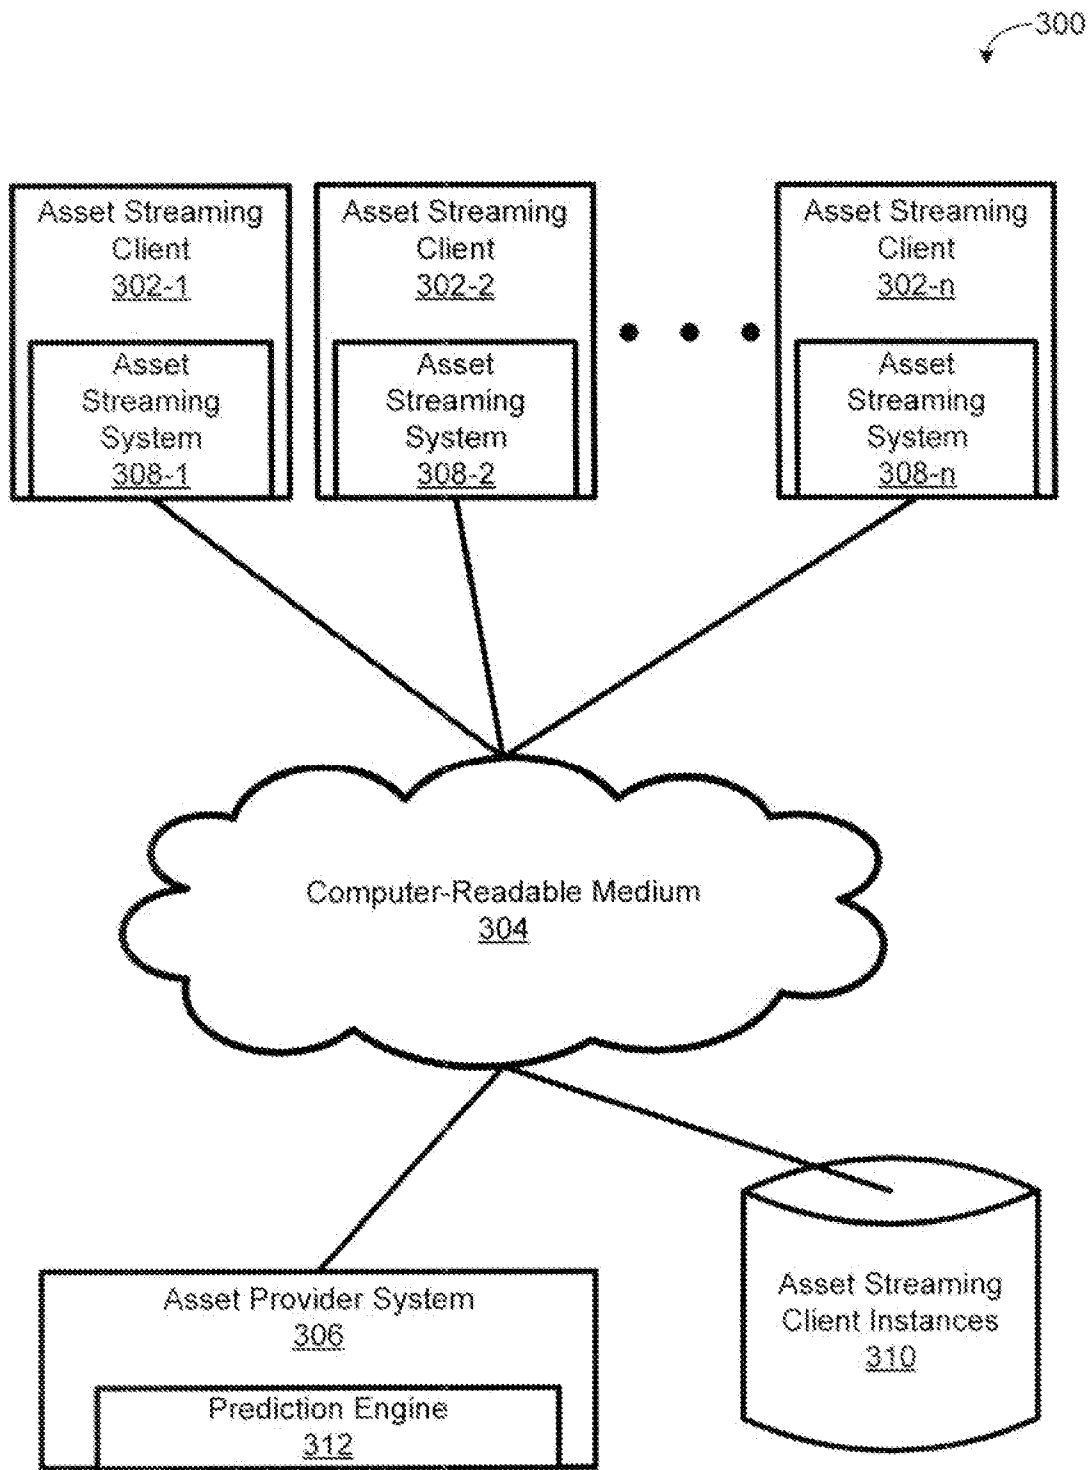 300
Asset Streaming
Client
302-1
Asset
Streaming
System
308-1
Asset Streaming
Client
302-2
Asset
Streaming
System
308-2
Asset Streaming
Client
302-n
Asset
Streaming
System
308-n
Computer-Readable Medium
304
Asset Provider System
306
Prediction Engine
312
Asset Streaming
Client Instances
310